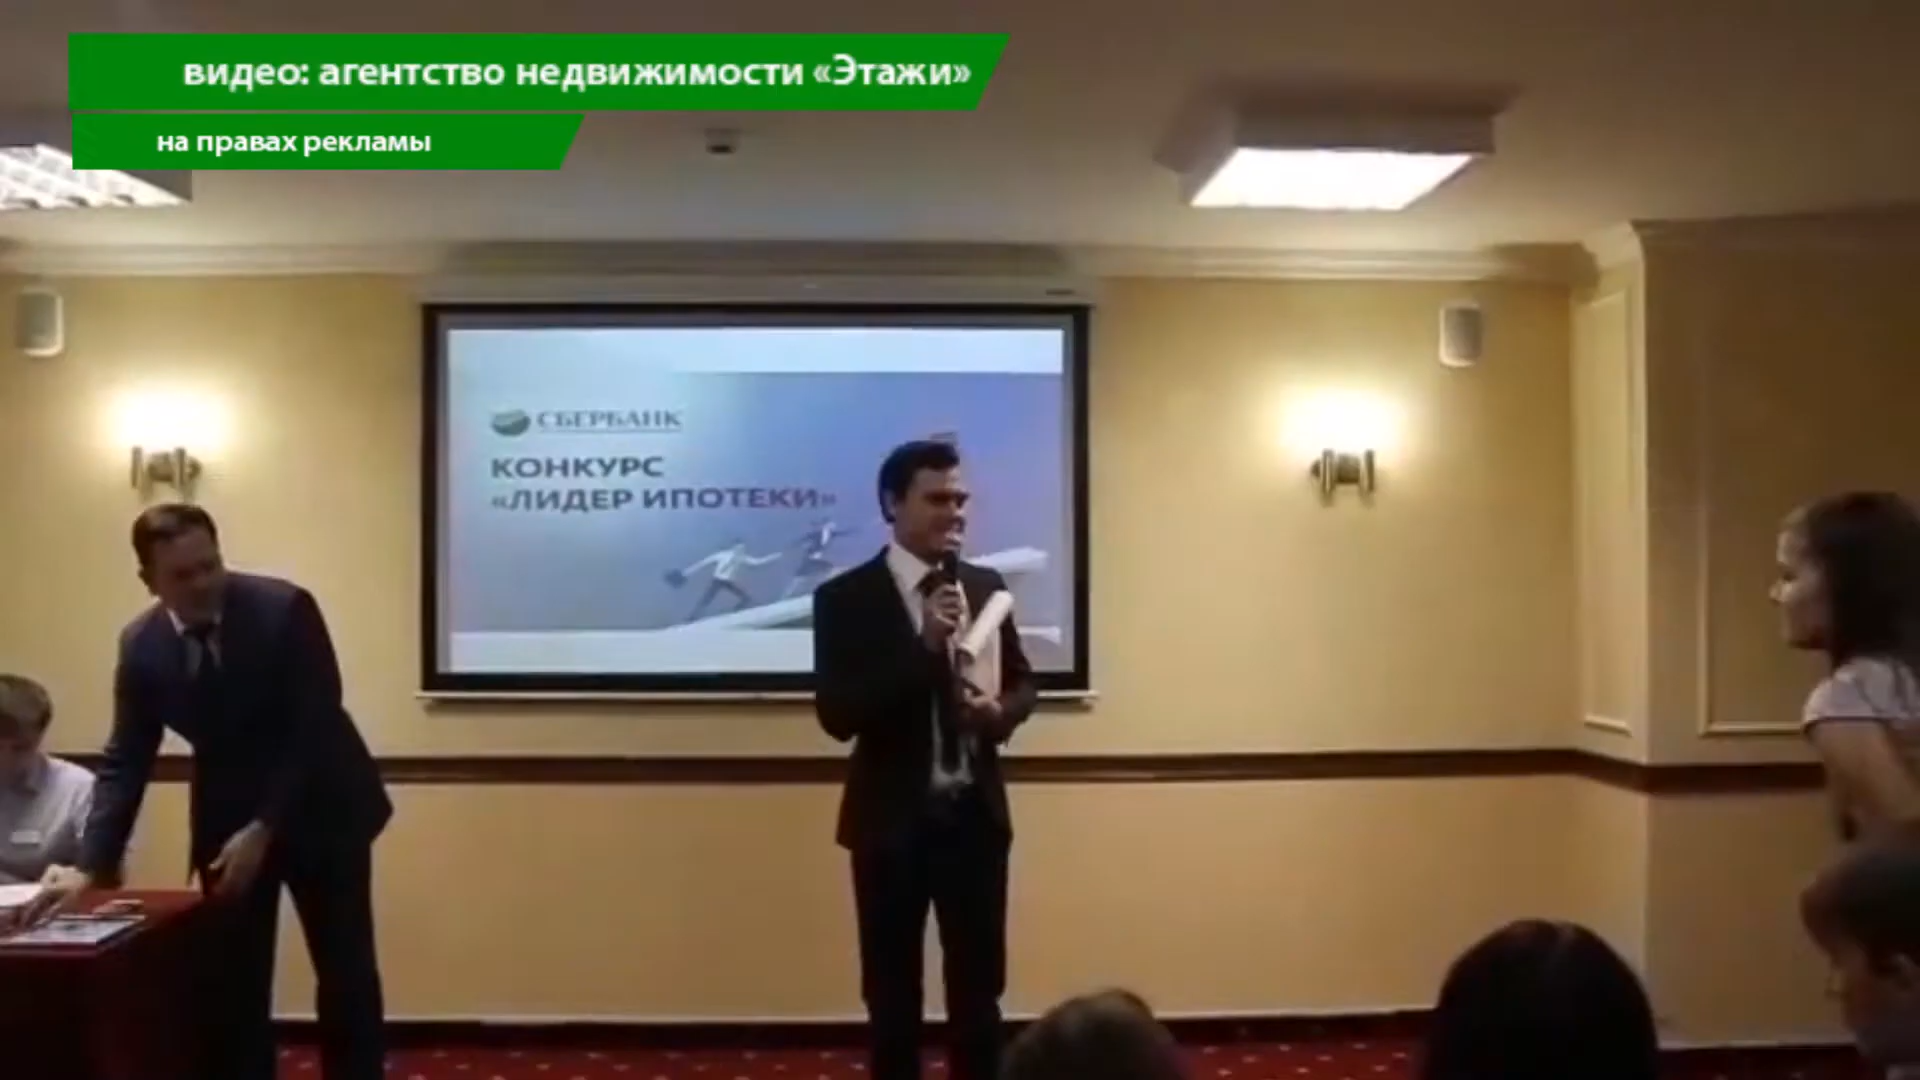 видео: агентство недвижимости «Этажи»
на правах рекламы
СБЕРБАНК
КОНКУРС
«ЛИДЕР ИПОТЕКИ»